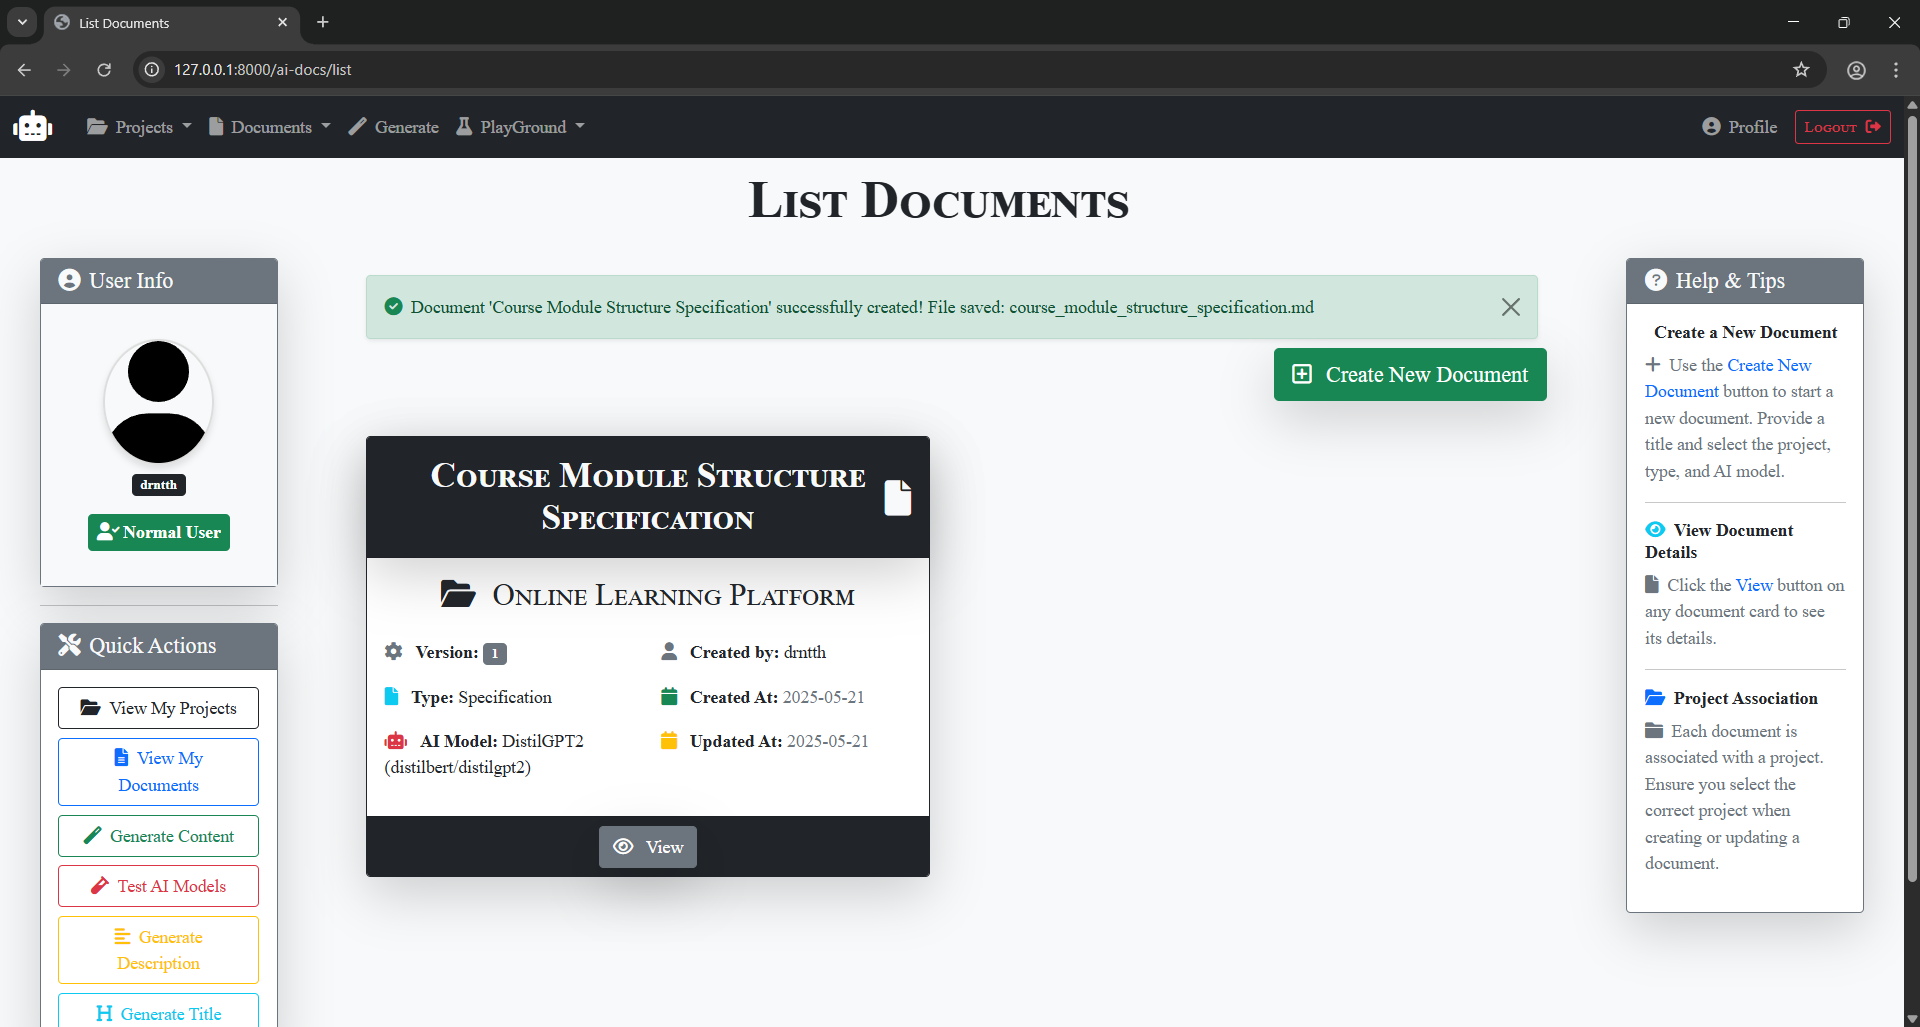 List Documents
127.0.0.1:8000/ai-docs/list
Projects
Documents
Generate
PlayGround
Profile
Logout
List Documents
User Info
drntth
Normal User
Quick Actions
View My Projects
View My
Documents
Generate Content
Test AI Models
Generate
Description
Generate Title
Document 'Course Module Structure Specification' successfully created! File saved: course_module_structure_specification.md
Create New Document
Course Module Structure
Specification
Online Learning Platform
Version: 1
Created by: drntth
Type: Specification
Created At: 2025-05-21
AI Model: DistilGPT2
(distilbert/distilgpt2)
Updated At: 2025-05-21
View
Help & Tips
Create a New Document
Use the Create New
Document button to start a
new document. Provide a
title and select the project,
type, and AI model.
View Document
Details
Click the View button on
any document card to see
its details.
Project Association
Each document is
associated with a project.
Ensure you select the
correct project when
creating or updating a
document.